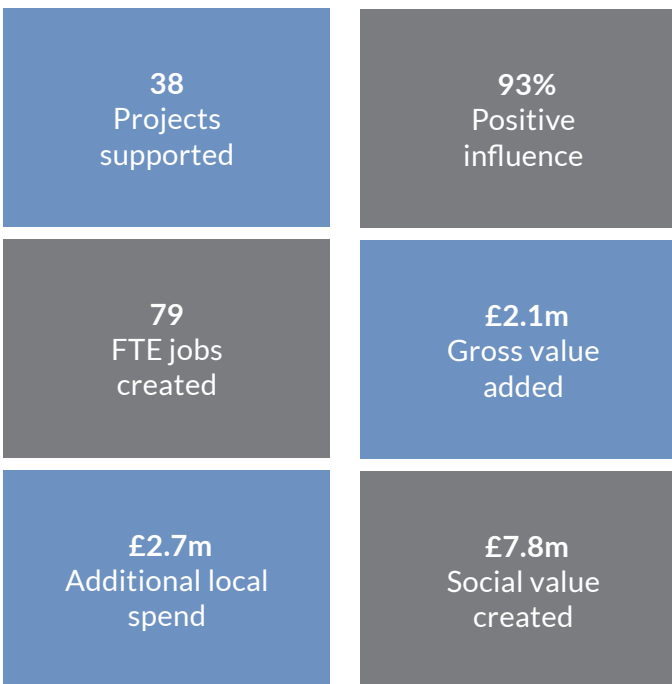 38
Projects
supported
93%
Positive
influence
79
FTE jobs
created
£2.1m
Gross value
added
£2.7m
Additional local
spend
£7.8m
Social value
created